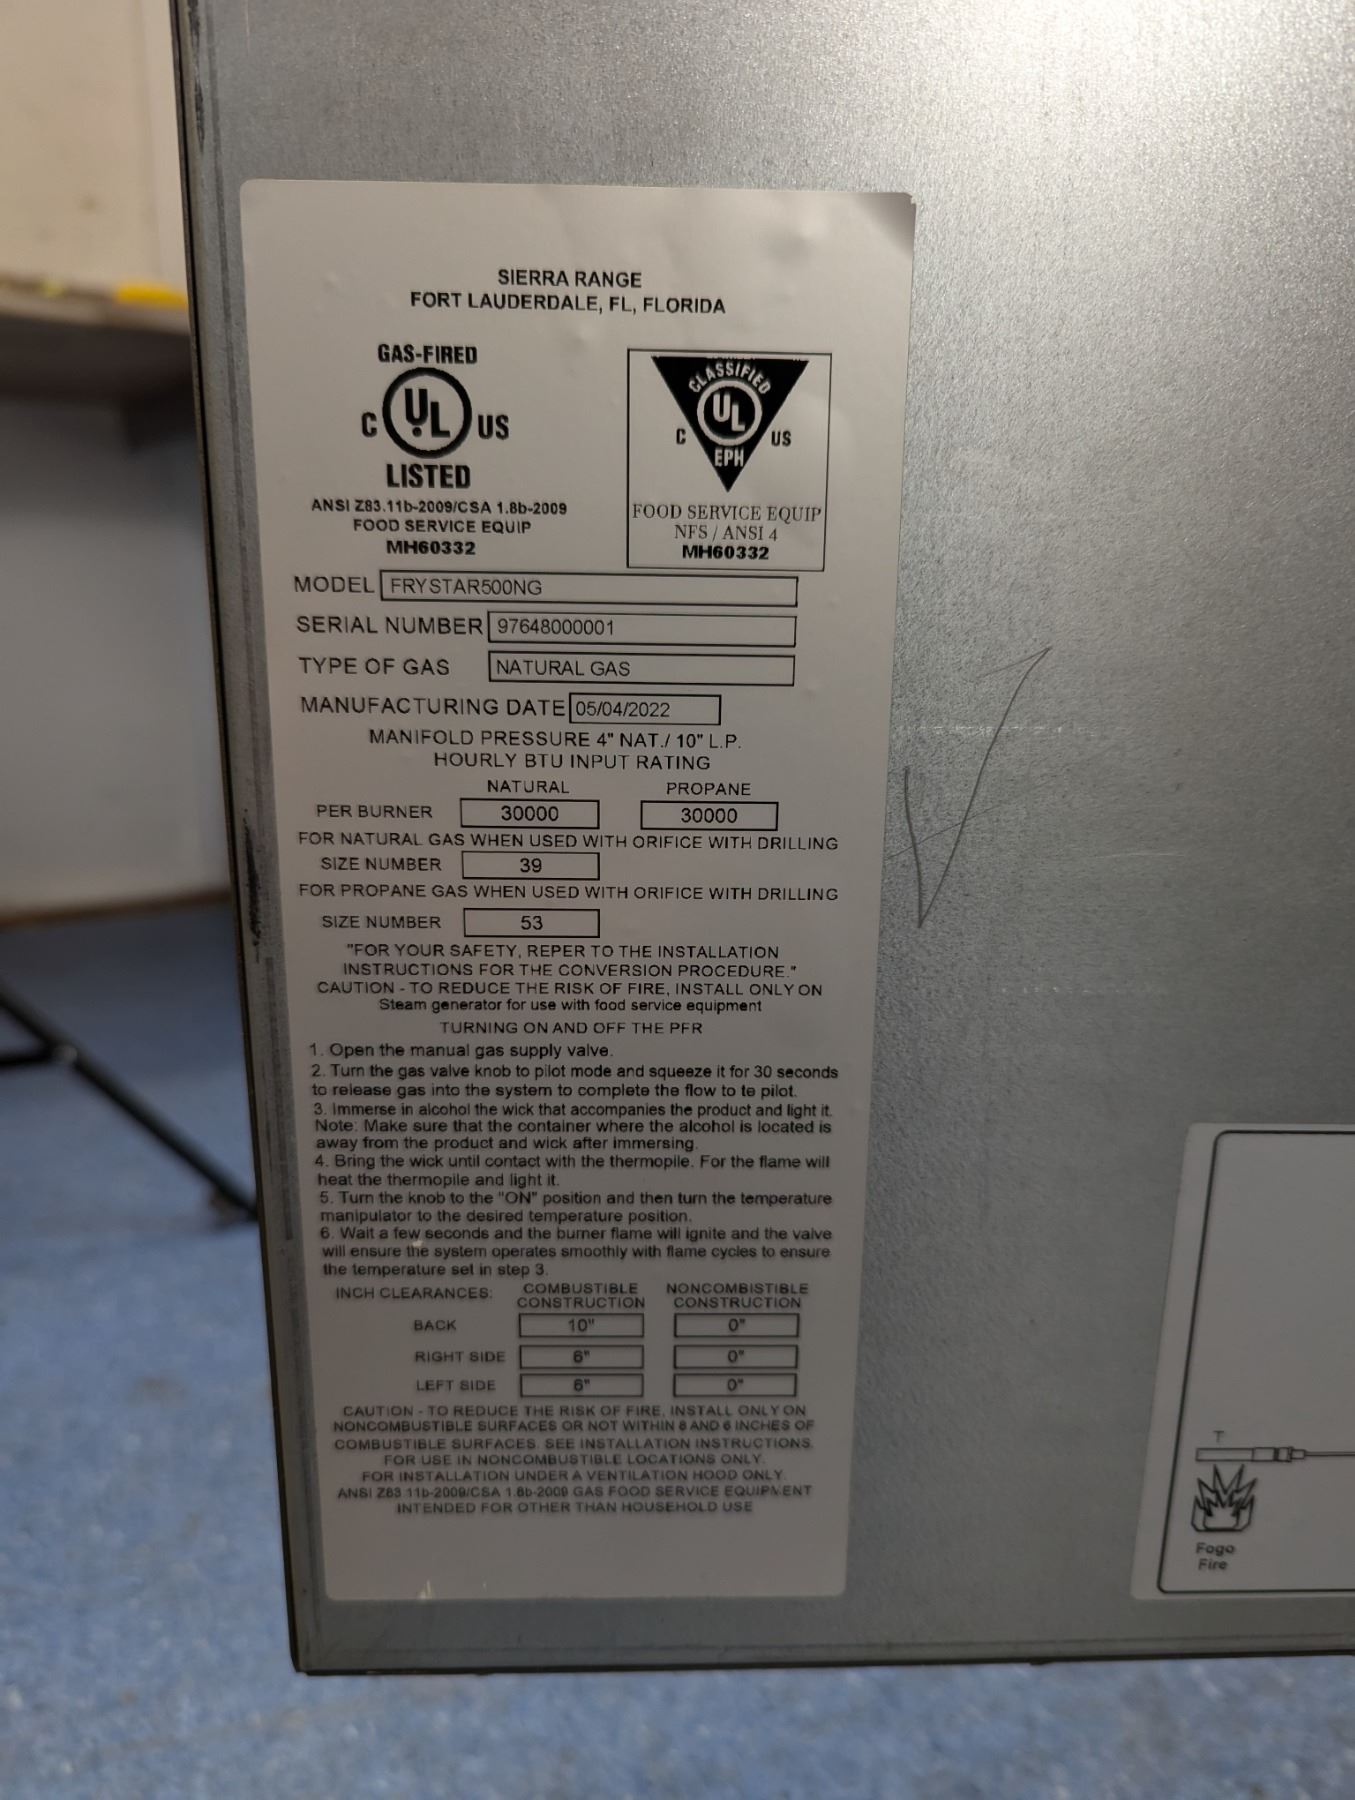 SIERRA RANGE
FORT LAUDERDALE, FL, FLORIDA
GAS-FIRED
C UL US
LISTED
ANSI Z83.11b-2009/CSA 1.8b-2009
FOOD SERVICE EQUIP
MH60332
CLASSIFIED
C UL US
EPH
FOOD SERVICE EQUIP
NFS / ANSI 4
MH60332
MODEL FRYSTAR500NG
SERIAL NUMBER 97648000001
TYPE OF GAS NATURAL GAS
MANUFACTURING DATE 05/04/2022
MANIFOLD PRESSURE 4" NAT./ 10" L.P.
HOURLY BTU INPUT RATING
NATURAL PROPANE
PER BURNER 30000 30000
FOR NATURAL GAS WHEN USED WITH ORIFICE WITH DRILLING
SIZE NUMBER 39
FOR PROPANE GAS WHEN USED WITH ORIFICE WITH DRILLING
SIZE NUMBER 53
"FOR YOUR SAFETY, REPER TO THE INSTALLATION
INSTRUCTIONS FOR THE CONVERSION PROCEDURE."
CAUTION - TO REDUCE THE RISK OF FIRE, INSTALL ONLY ON
Steam generator for use with food service equipment
TURNING ON AND OFF THE PFR
1. Open the manual gas supply valve.
2. Turn the gas valve knob to pilot mode and squeeze it for 30 seconds
to release gas into the system to complete the flow to te pilot.
3. Immerse in alcohol the wick that accompanies the product and light it.
Note: Make sure that the container where the alcohol is located is
away from the product and wick after immersing.
4. Bring the wick until contact with the thermopile. For the flame will
heat the thermopile and light it.
5. Turn the knob to the "ON" position and then turn the temperature
manipulator to the desired temperature position.
6. Wait a few seconds and the burner flame will ignite and the valve
will ensure the system operates smoothly with flame cycles to ensure
the temperature set in step 3.
INCH CLEARANCES: COMBUSTIBLE CONSTRUCTION NONCOMBISTIBLE CONSTRUCTION
BACK 10" 0"
RIGHT SIDE 6" 0"
LEFT SIDE 6" 0"
CAUTION - TO REDUCE THE RISK OF FIRE, INSTALL ONLY ON
NONCOMBUSTIBLE SURFACES OR NOT WITHIN 8 AND 6 INCHES OF
COMBUSTIBLE SURFACES. SEE INSTALLATION INSTRUCTIONS.
FOR USE IN NONCOMBUSTIBLE LOCATIONS ONLY.
FOR INSTALLATION UNDER A VENTILATION HOOD ONLY.
ANSI Z83 11b-2009/CSA 1.8b-2009 GAS FOOD SERVICE EQUIPMENT
INTENDED FOR OTHER THAN HOUSEHOLD USE
T
Fogo
Fire